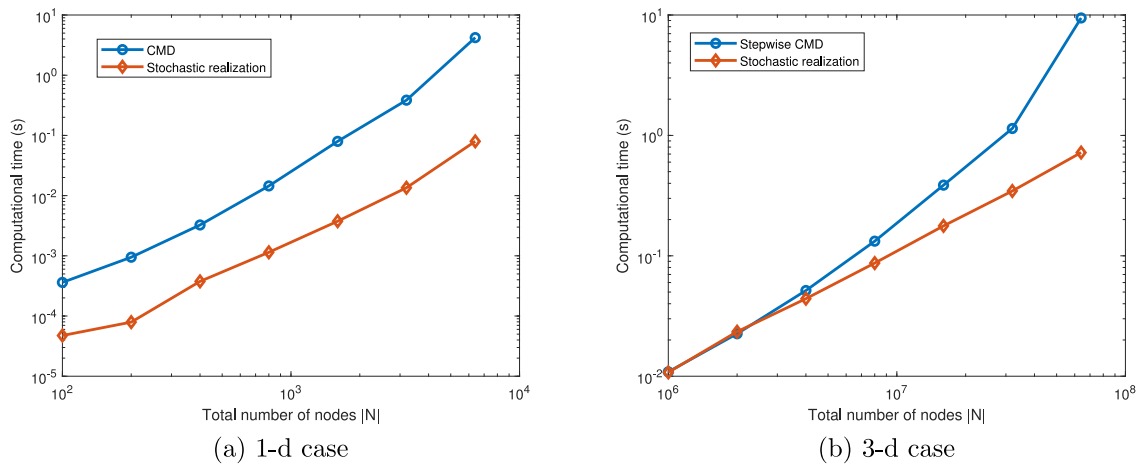 10^1
10^0
10^-1
10^-2
10^-3
10^-4
10^-5
Computational time (s)
CMD
Stochastic realization
10^2
10^3
10^4
Total number of nodes |N|
(a) 1-d case
10^1
10^0
10^-1
10^-2
Computational time (s)
Stepwise CMD
Stochastic realization
10^6
10^7
10^8
Total number of nodes |N|
(b) 3-d case